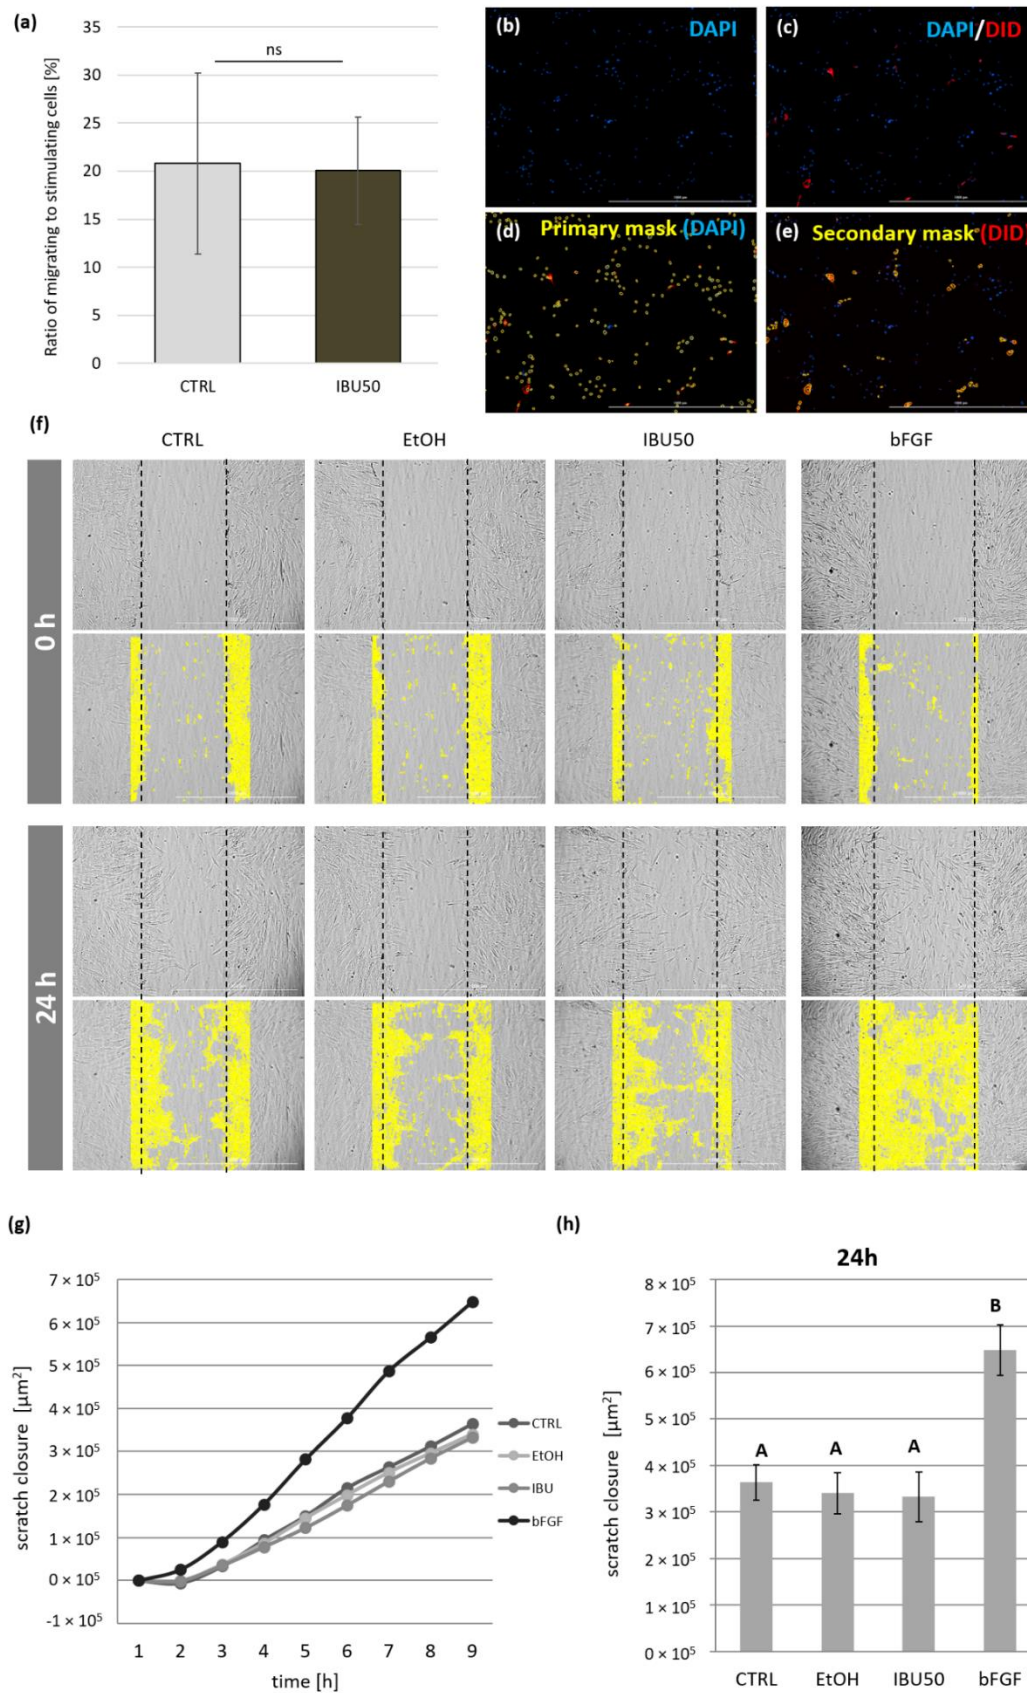 (a)
ns
Ratio of migrating to stimulating cells [%]
35
30
25
20
15
10
5
0
CTRL
IBU50
(b)
DAPI
(c)
DAPI/DID
(d)
Primary mask (DAPI)
(e)
Secondary mask (DID)
(f)
CTRL
EtOH
IBU50
bFGF
0 h
24 h
(g)
scratch closure [µm²]
7 × 10⁵
6 × 10⁵
5 × 10⁵
4 × 10⁵
3 × 10⁵
2 × 10⁵
1 × 10⁵
0 × 10⁵
-1 × 10⁵
1 2 3 4 5 6 7 8 9
time [h]
CTRL
EtOH
IBU
bFGF
(h)
24h
scratch closure [µm²]
8 × 10⁵
7 × 10⁵
6 × 10⁵
5 × 10⁵
4 × 10⁵
3 × 10⁵
2 × 10⁵
1 × 10⁵
0 × 10⁵
A
A
A
B
CTRL
EtOH
IBU50
bFGF